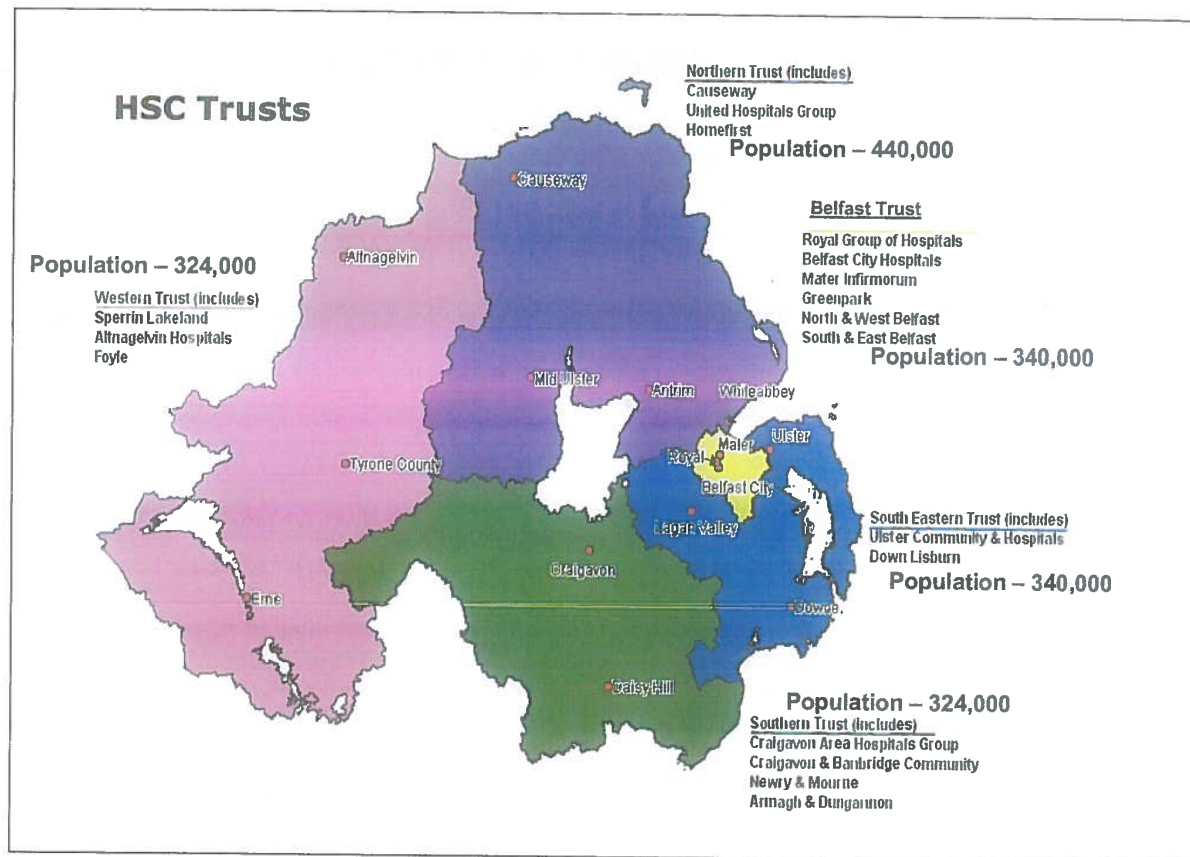 HSC Trusts
Northern Trust (includes)
Causeway
United Hospitals Group
Homefirst
Population – 440,000
Belfast Trust
Royal Group of Hospitals
Belfast City Hospitals
Mater Infirmorum
Greenpark
North & West Belfast
South & East Belfast
Population – 340,000
Population – 324,000
Western Trust (includes)
Sperrin Lakeland
Altnagelvin Hospitals
Foyle
Causeway
Altnagelvin
Mid Ulster
Antrim
Whiteabbey
Mater
Ulster
Royal
Belfast City
Tyrone County
Lagan Valley
Craigavon
Erne
Downe
Daisy Hill
South Eastern Trust (includes)
Ulster Community & Hospitals
Down Lisburn
Population – 340,000
Population – 324,000
Southern Trust (includes)
Craigavon Area Hospitals Group
Craigavon & Banbridge Community
Newry & Mourne
Armagh & Dungannon